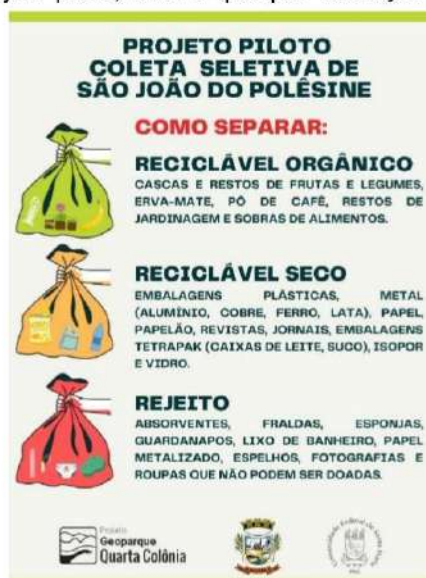 PROJETO PILOTO
COLETA SELETIVA DE
SÃO JOÃO DO POLÊSINE
COMO SEPARAR:
RECICLÁVEL ORGÂNICO
CASCAS E RESTOS DE FRUTAS E LEGUMES,
ERVA-MATE, PÓ DE CAFÉ, RESTOS DE
JARDINAGEM E SOBRAS DE ALIMENTOS.
RECICLÁVEL SECO
EMBALAGENS PLÁSTICAS, METAL
(ALUMÍNIO, COBRE, FERRO, LATA), PAPEL,
PAPELÃO, REVISTAS, JORNAIS, EMBALAGENS
TETRAPAK (CAIXAS DE LEITE, SUCO), ISOPOR
E VIDRO.
REJEITO
ABSORVENTES, FRALDAS, ESPONJAS,
GUARDANAPOS, LIXO DE BANHEIRO, PAPEL
METALIZADO, ESPELHOS, FOTOGRAFIAS E
ROUPAS QUE NÃO PODEM SER DOADAS.
Projeto
Geoparque
Quarta Colônia